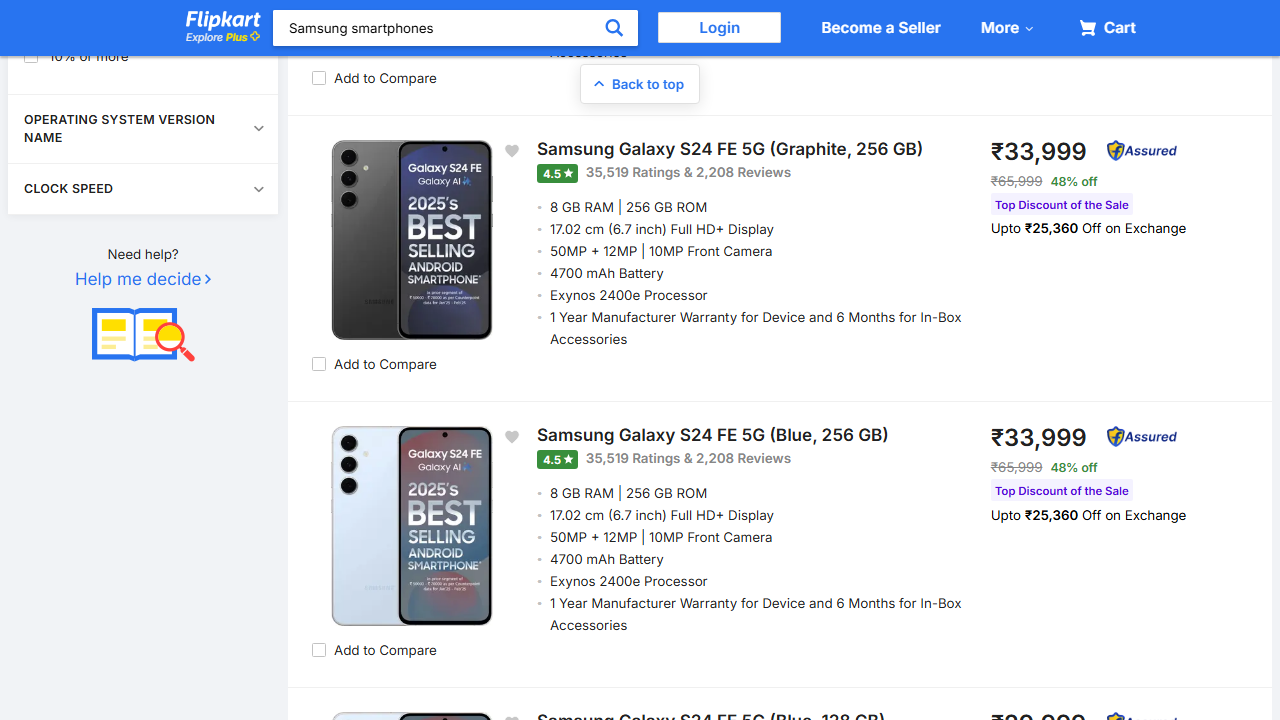 Flipkart
Explore Plus
Samsung smartphones
Login
Become a Seller
More
Cart
10% or more
OPERATING SYSTEM VERSION
NAME
CLOCK SPEED
Need help?
Help me decide
Accessories
Add to Compare
Back to top
Galaxy S24 FE
Galaxy AI
2025's
BEST
SELLING
ANDROID
SMARTPHONE*
SAMSUNG
Add to Compare
Samsung Galaxy S24 FE 5G (Graphite, 256 GB)
4.5 ★ 35,519 Ratings & 2,208 Reviews
8 GB RAM | 256 GB ROM
17.02 cm (6.7 inch) Full HD+ Display
50MP + 12MP | 10MP Front Camera
4700 mAh Battery
Exynos 2400e Processor
1 Year Manufacturer Warranty for Device and 6 Months for In-Box
Accessories
₹33,999 Assured
₹65,999 48% off
Top Discount of the Sale
Upto ₹25,360 Off on Exchange
Galaxy S24 FE
Galaxy AI
2025's
BEST
SELLING
ANDROID
SMARTPHONE*
SAMSUNG
Add to Compare
Samsung Galaxy S24 FE 5G (Blue, 256 GB)
4.5 ★ 35,519 Ratings & 2,208 Reviews
8 GB RAM | 256 GB ROM
17.02 cm (6.7 inch) Full HD+ Display
50MP + 12MP | 10MP Front Camera
4700 mAh Battery
Exynos 2400e Processor
1 Year Manufacturer Warranty for Device and 6 Months for In-Box
Accessories
₹33,999 Assured
₹65,999 48% off
Top Discount of the Sale
Upto ₹25,360 Off on Exchange
Samsung Galaxy S24 FE 5G (Blue, 128 GB)